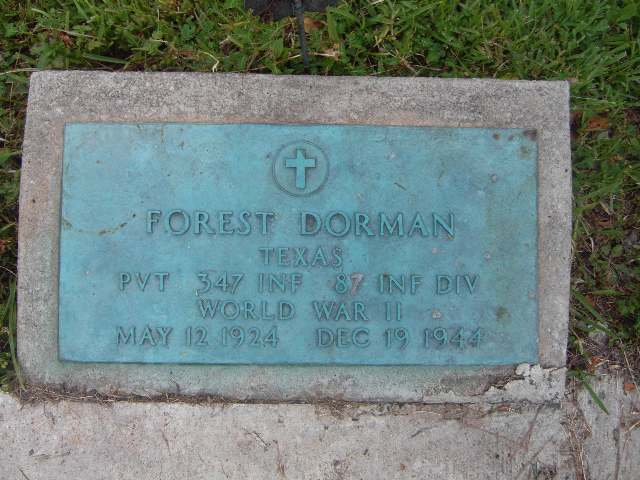 FOREST DORMAN
TEXAS
PVT 347 INF 87 INF DIV
WORLD WAR II
MAY 12 1924 DEC 19 1944